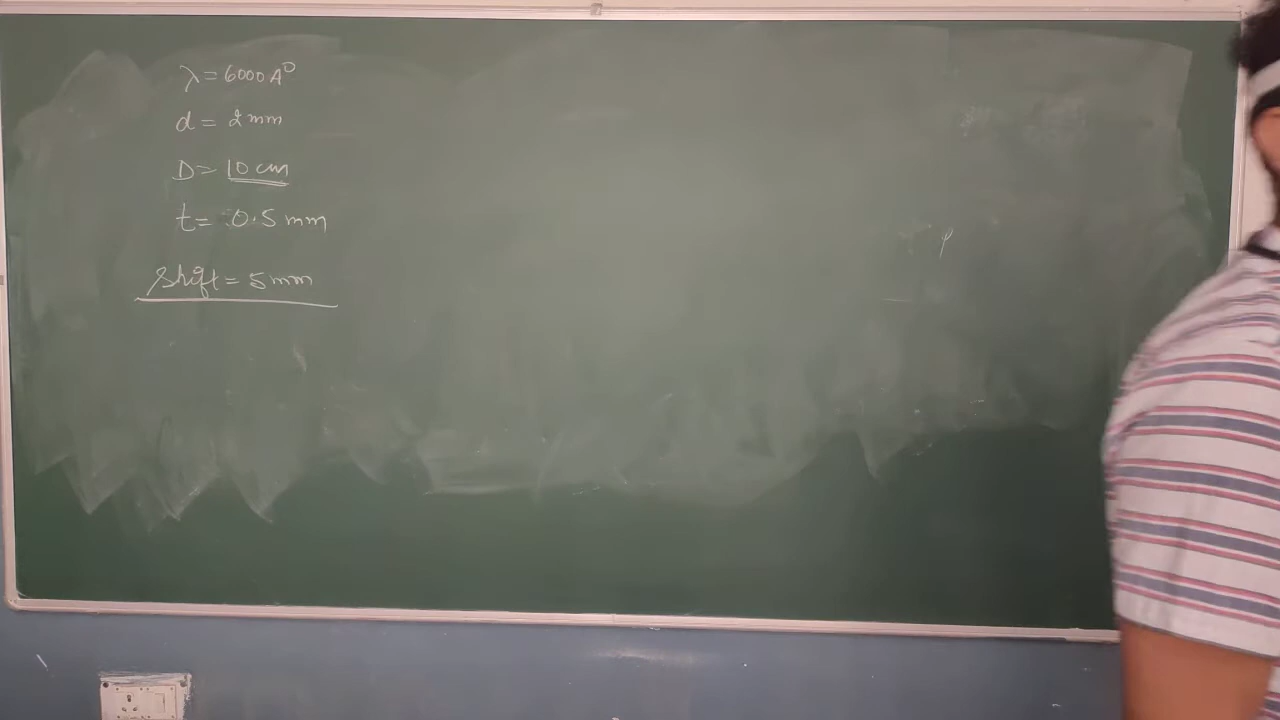 λ = 6000 A°
d = 2 mm
D = 10 cm
t = 0.5 mm
Shift = 5 mm